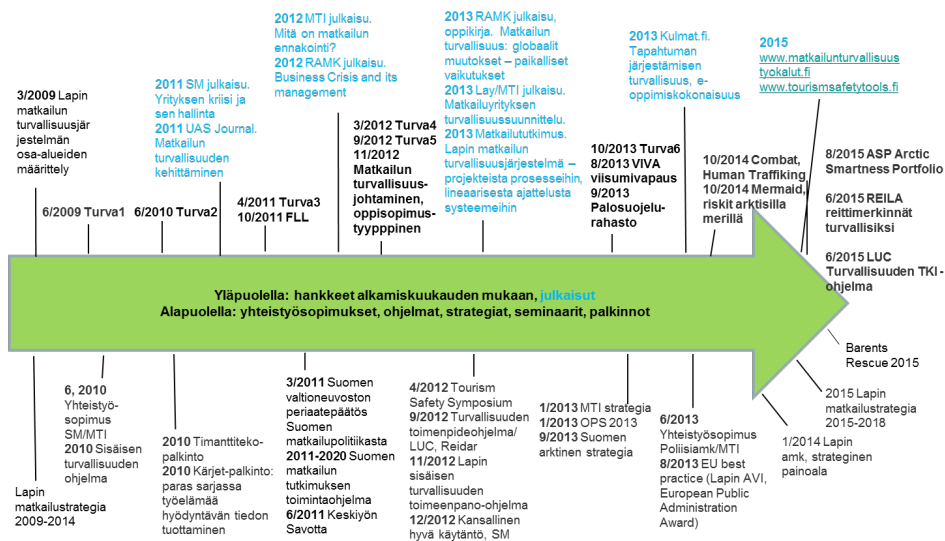 3/2009 Lapin
matkailun
turvallisuusjär
jestelmän
osa-alueiden
määrittely
6/2009 Turva1
2011 SM julkaisu.
Yrityksen kriisi ja
sen hallinta
2011 UAS Journal.
Matkailun
turvallisuuden
kehittäminen
6/2010 Turva2
4/2011 Turva3
10/2011 FLL
2012 MTI julkaisu.
Mitä on matkailun
ennakointi?
2012 RAMK julkaisu.
Business Crisis and its
management
3/2012 Turva4
9/2012 Turva5
11/2012
Matkailun
turvallisuus-
johtaminen,
oppisopimus-
tyypppinen
2013 RAMK julkaisu,
oppikirja. Matkailun
turvallisuus: globaalit
muutokset – paikalliset
vaikutukset
2013 Lay/MTI julkaisu.
Matkailuyrityksen
turvallisuussuunnittelu.
2013 Matkailututkimus.
Lapin matkailun
turvallisuusjärjestelmä –
projekteista prosesseihin,
lineaarisesta ajattelusta
systeemeihin
10/2013 Turva6
8/2013 VIVA
viisumivapaus
9/2013
Palosuojelu-
rahasto
2013 Kulmat.fi.
Tapahtuman
järjestämisen
turvallisuus, e-
oppimiskokonaisuus
10/2014 Combat,
Human Traffiking
10/2014 Mermaid,
riskit arktisilla
merillä
2015
www.matkailunturvallisuus
tyokalut.fi
www.tourismsafetytools.fi
8/2015 ASP Arctic
Smartness Portfolio
6/2015 REILA
reittimerkinnät
turvallisiksi
6/2015 LUC
Turvallisuuden TKI -
ohjelma
Yläpuolella: hankkeet alkamiskuukauden mukaan, julkaisut
Alapuolella: yhteistyösopimukset, ohjelmat, strategiat, seminaarit, palkinnot
Lapin
matkailustrategia
2009-2014
6, 2010
Yhteistyö-
sopimus
SM/MTI
2010 Sisäisen
turvallisuuden
ohjelma
2010 Timanttiteko-
palkinto
2010 Kärjet-palkinto:
paras sarjassa
työelämää
hyödyntävän tiedon
tuottaminen
3/2011 Suomen
valtioneuvoston
periaatepäätös
Suomen
matkailupolitiikasta
2011-2020 Suomen
matkailun
tutkimuksen
toimintaohjelma
6/2011 Keskiyön
Savotta
4/2012 Tourism
Safety Symposium
9/2012 Turvallisuuden
toimenpideohjelma/
LUC, Reidar
11/2012 Lapin
sisäisen
turvallisuuden
toimeenpano-ohjelma
12/2012 Kansallinen
hyvä käytäntö, SM
1/2013 MTI strategia
1/2013 OPS 2013
9/2013 Suomen
arktinen strategia
6/2013
Yhteistyösopimus
Poliisiamk/MTI
8/2013 EU best
practice (Lapin AVI,
European Public
Administration
Award)
1/2014 Lapin
amk, strateginen
painoala
2015 Lapin
matkailustrategia
2015-2018
Barents
Rescue 2015